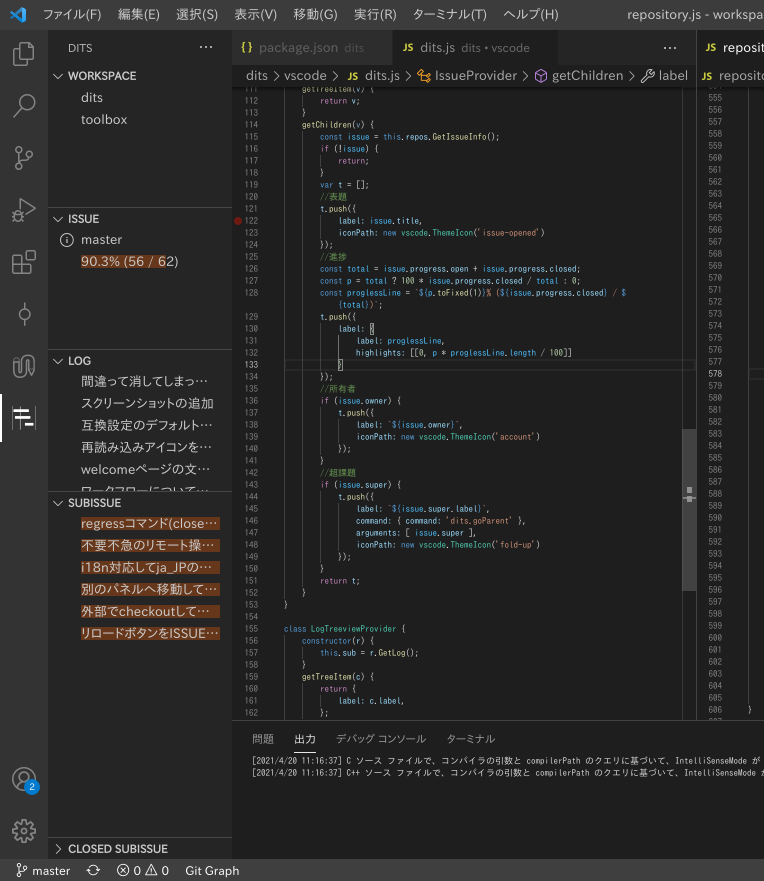 ファイル(F) 編集(E) 選択(S) 表示(V) 移動(G) 実行(R) ターミナル(T) ヘルプ(H) repository.js - workspa
DITS ···
WORKSPACE
dits
toolbox
ISSUE
master
90.3% (56 / 62)
LOG
間違って消してしまっ…
スクリーンショットの追加
互換設定のデフォルト…
再読み込みアイコンを…
welcomeページの文…
ワークフローについて…
SUBISSUE
regressコマンド(close…
不要不急のリモート操…
i18n対応してja_JPの…
別のパネルへ移動して…
外部でcheckoutして…
リロードボタンをISSUE…
CLOSED SUBISSUE
{} package.json dits JS dits.js dits • vscode ··· JS reposit
dits > vscode > JS dits.js > IssueProvider > getChildren > label JS reposito
111 getTreeItem(v) {
112 return v;
113 }
114 getChildren(v) {
115 const issue = this.repos.GetIssueInfo();
116 if (!issue) {
117 return;
118 }
119 var t = [];
120 //表題
121 t.push({
122 label: issue.title,
123 iconPath: new vscode.ThemeIcon('issue-opened')
124 });
125 //進捗
126 const total = issue.progress.open + issue.progress.closed;
127 const p = total ? 100 * issue.progress.closed / total : 0;
128 const proglessLine = `${p.toFixed(1)}% (${issue.progress.closed} / $
{total})`;
129 t.push({
130 label: {
131 label: proglessLine,
132 highlights: [[0, p * proglessLine.length / 100]]
133 }
134 });
135 //所有者
136 if (issue.owner) {
137 t.push({
138 label: `${issue.owner}`,
139 iconPath: new vscode.ThemeIcon('account')
140 });
141 }
142 //超課題
143 if (issue.super) {
144 t.push({
145 label: `${issue.super.label}`,
146 command: { command: 'dits.goParent' },
147 arguments: [ issue.super ],
148 iconPath: new vscode.ThemeIcon('fold-up')
149 });
150 }
151 return t;
152 }
153 }
154
155 class LogTreeviewProvider {
156 constructor(r) {
157 this.sub = r.GetLog();
158 }
159 getTreeItem(c) {
160 return {
161 label: c.label,
162 };
555
556
557
558
559
560
561
562
563
564
565
566
567
568
569
570
571
572
573
574
575
576
577
578
579
580
581
582
583
584
585
586
587
588
589
590
591
592
593
594
595
596
597
598
599
600
601
602
603
604
605
606 }
問題 出力 デバッグ コンソール ターミナル
[2021/4/20 11:16:37] C ソース ファイルで、コンパイラの引数と compilerPath のクエリに基づいて、IntelliSenseMode が
[2021/4/20 11:16:37] C++ ソース ファイルで、コンパイラの引数と compilerPath のクエリに基づいて、IntelliSenseMode か
2
master 0 0 Git Graph